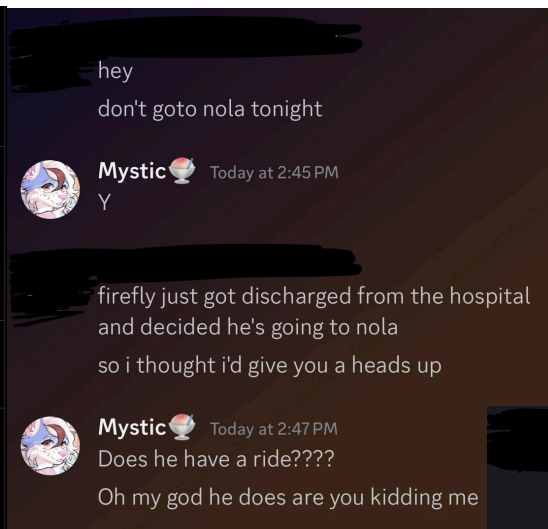 hey
don't goto nola tonight
Mystic🍧 Today at 2:45 PM
Y
firefly just got discharged from the hospital
and decided he's going to nola
so i thought i'd give you a heads up
Mystic🍧 Today at 2:47 PM
Does he have a ride????
Oh my god he does are you kidding me